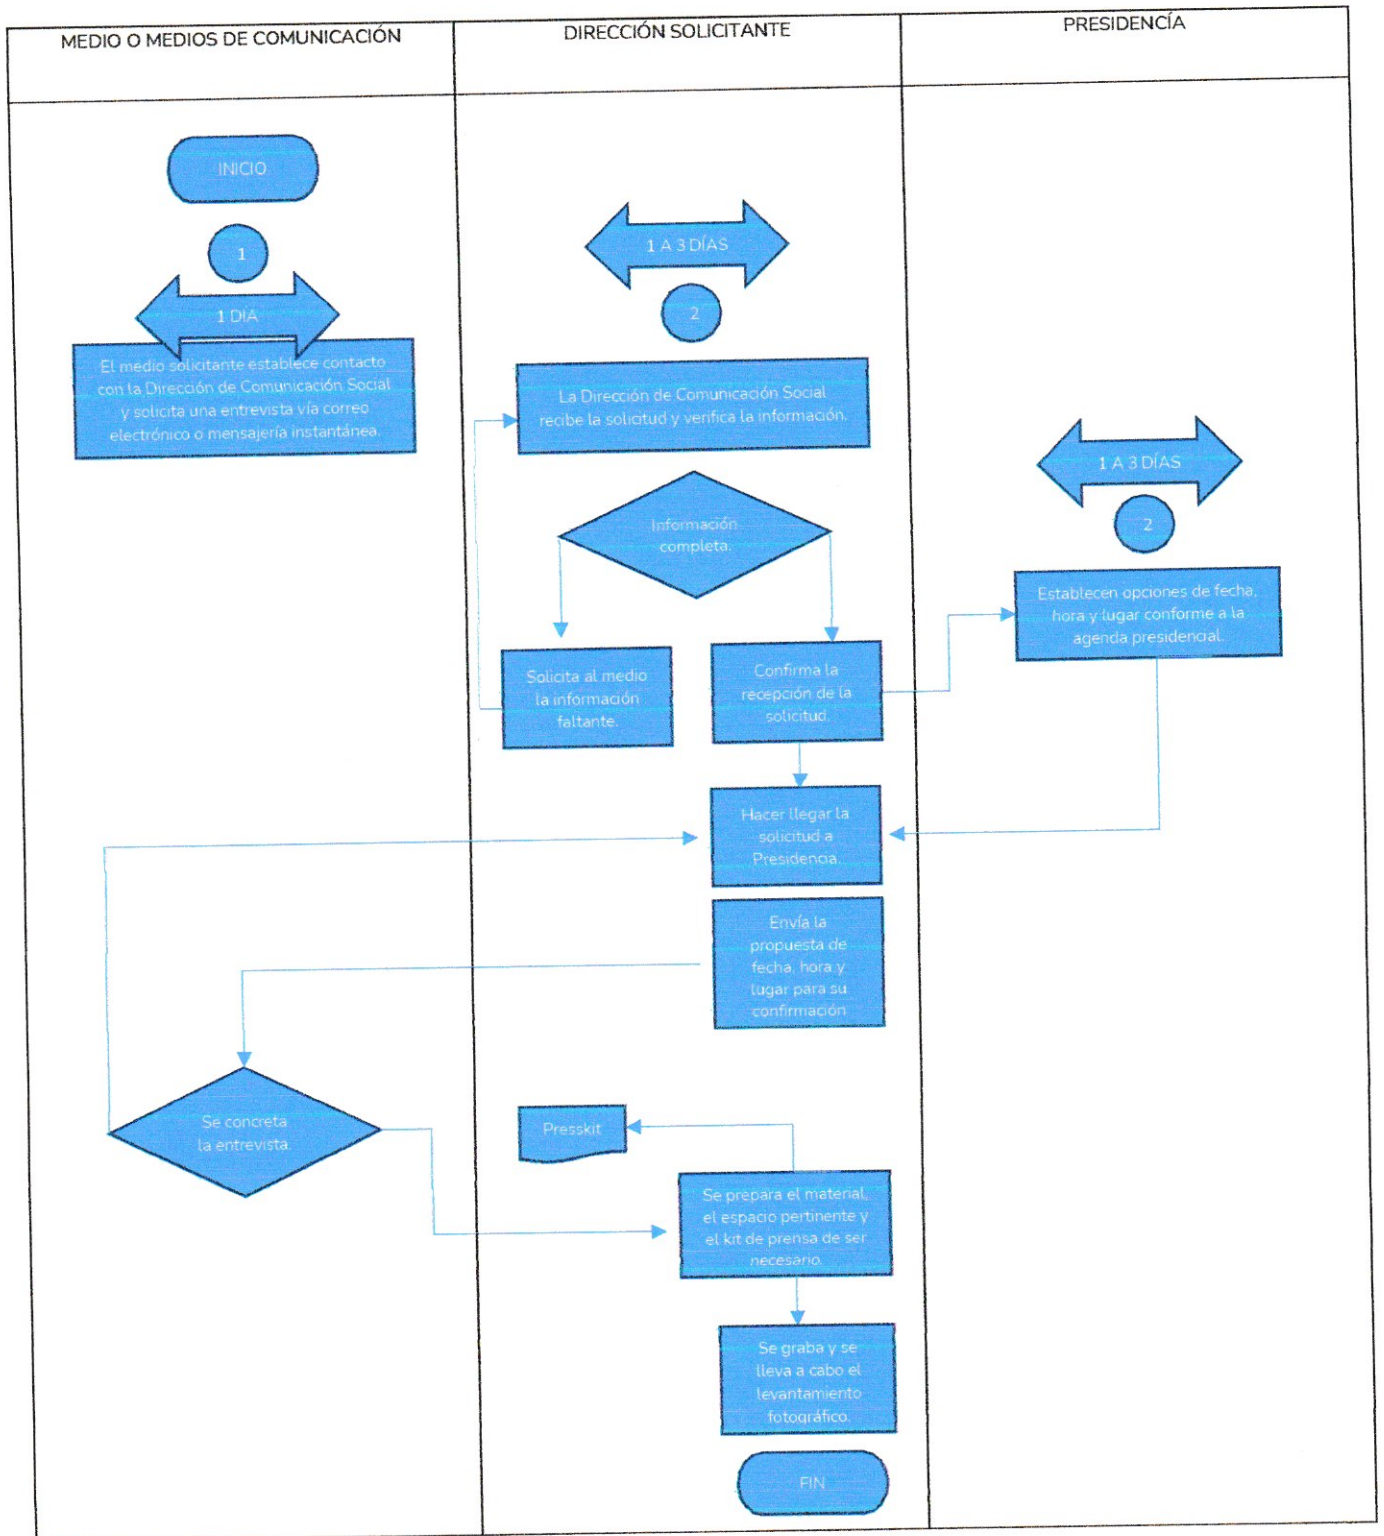 MEDIO O MEDIOS DE COMUNICACIÓN
DIRECCIÓN SOLICITANTE
PRESIDENCÍA
INICIO
1
1 DÍA
El medio solicitante establece contacto
con la Dirección de Comunicación Social
y solicita una entrevista vía correo
electrónico o mensajería instantánea.
1 A 3 DÍAS
2
La Dirección de Comunicación Social
recibe la solicitud y verifica la información.
Información
completa.
Solicita al medio
la información
faltante.
Confirma la
recepción de la
solicitud.
1 A 3 DÍAS
2
Establecen opciones de fecha,
hora y lugar conforme a la
agenda presidencial.
Hacer llegar la
solicitud a
Presidencia.
Envía la
propuesta de
fecha, hora y
lugar para su
confirmación
Se concreta
la entrevista.
Presskit
Se prepara el material,
el espacio pertinente y
el kit de prensa de ser
necesario.
Se graba y se
lleva a cabo el
levantamiento
fotográfico.
FIN